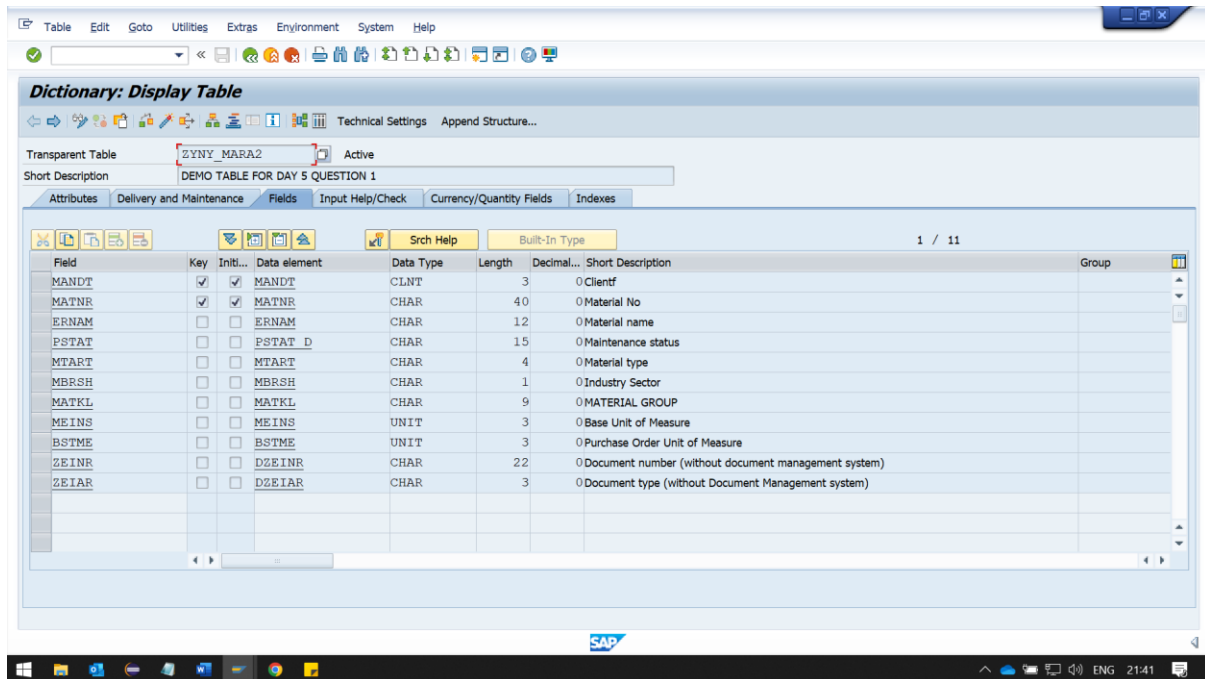 Table Edit Goto Utilities Extras Environment System Help
Dictionary: Display Table
Technical Settings Append Structure...
Transparent Table ZYNY_MARA2 Active
Short Description DEMO TABLE FOR DAY 5 QUESTION 1
Attributes Delivery and Maintenance Fields Input Help/Check Currency/Quantity Fields Indexes
Srch Help Built-In Type 1 / 11
Field Key Initi... Data element Data Type Length Decimal... Short Description Group
MANDT MANDT CLNT 3 0 Clientf
MATNR MATNR CHAR 40 0 Material No
ERNAM ERNAM CHAR 12 0 Material name
PSTAT PSTAT_D CHAR 15 0 Maintenance status
MTART MTART CHAR 4 0 Material type
MBRSH MBRSH CHAR 1 0 Industry Sector
MATKL MATKL CHAR 9 0 MATERIAL GROUP
MEINS MEINS UNIT 3 0 Base Unit of Measure
BSTME BSTME UNIT 3 0 Purchase Order Unit of Measure
ZEINR DZEINR CHAR 22 0 Document number (without document management system)
ZEIAR DZEIAR CHAR 3 0 Document type (without Document Management system)
SAP
ENG 21:41